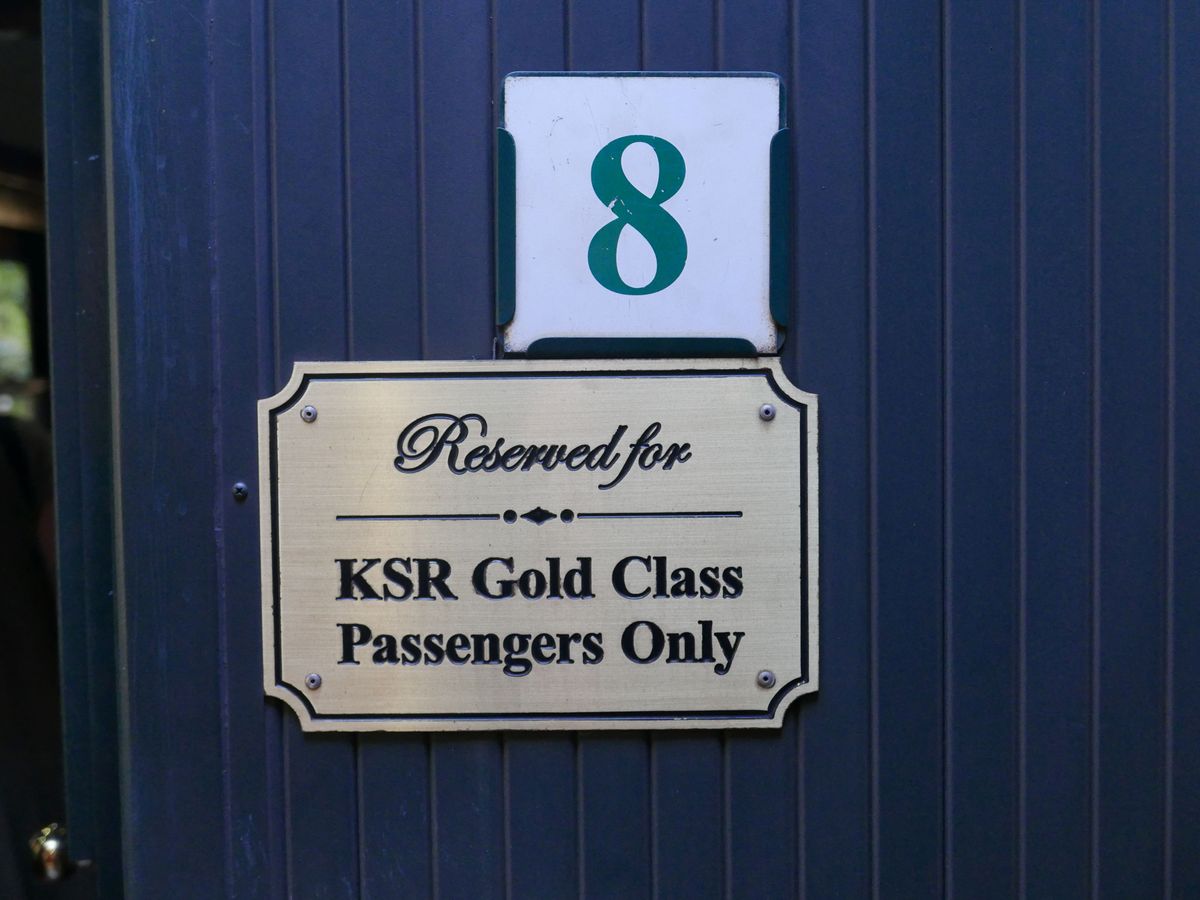 8
Reserved for
KSR Gold Class
Passengers Only